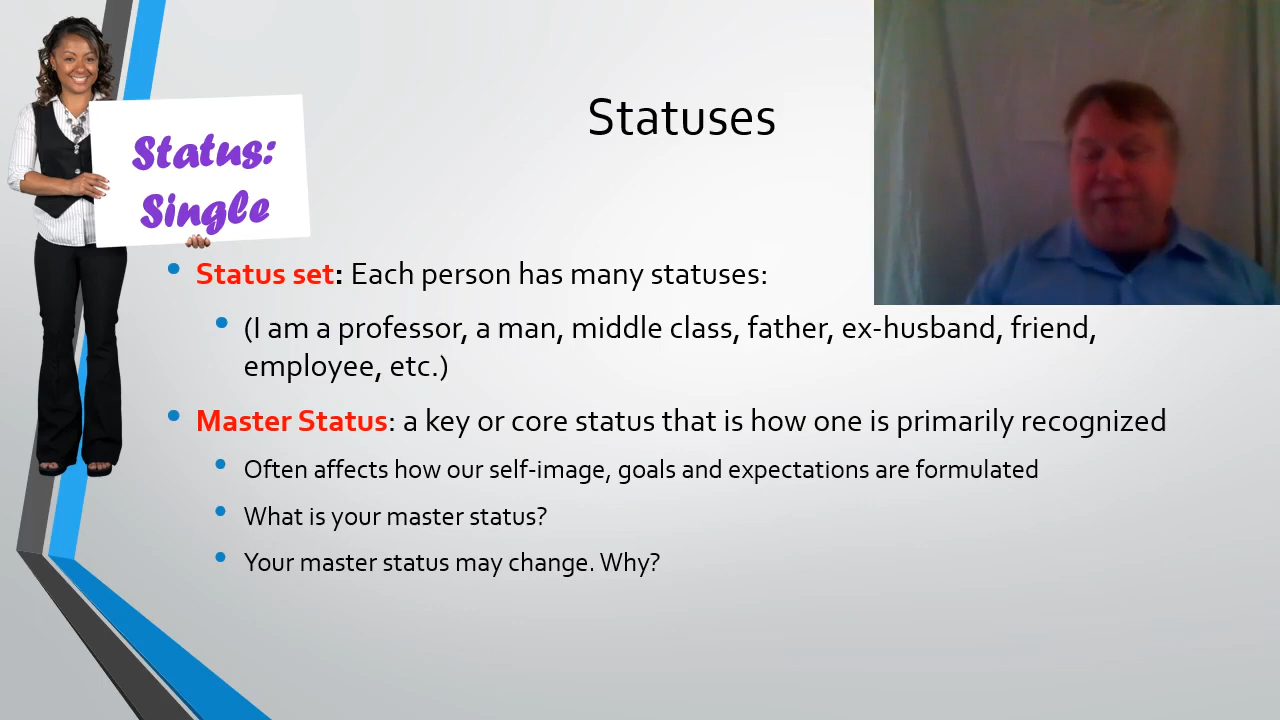 Statuses
Status:
Single
Status set: Each person has many statuses:
(I am a professor, a man, middle class, father, ex-husband, friend,
employee, etc.)
Master Status: a key or core status that is how one is primarily recognized
Often affects how our self-image, goals and expectations are formulated
What is your master status?
Your master status may change. Why?